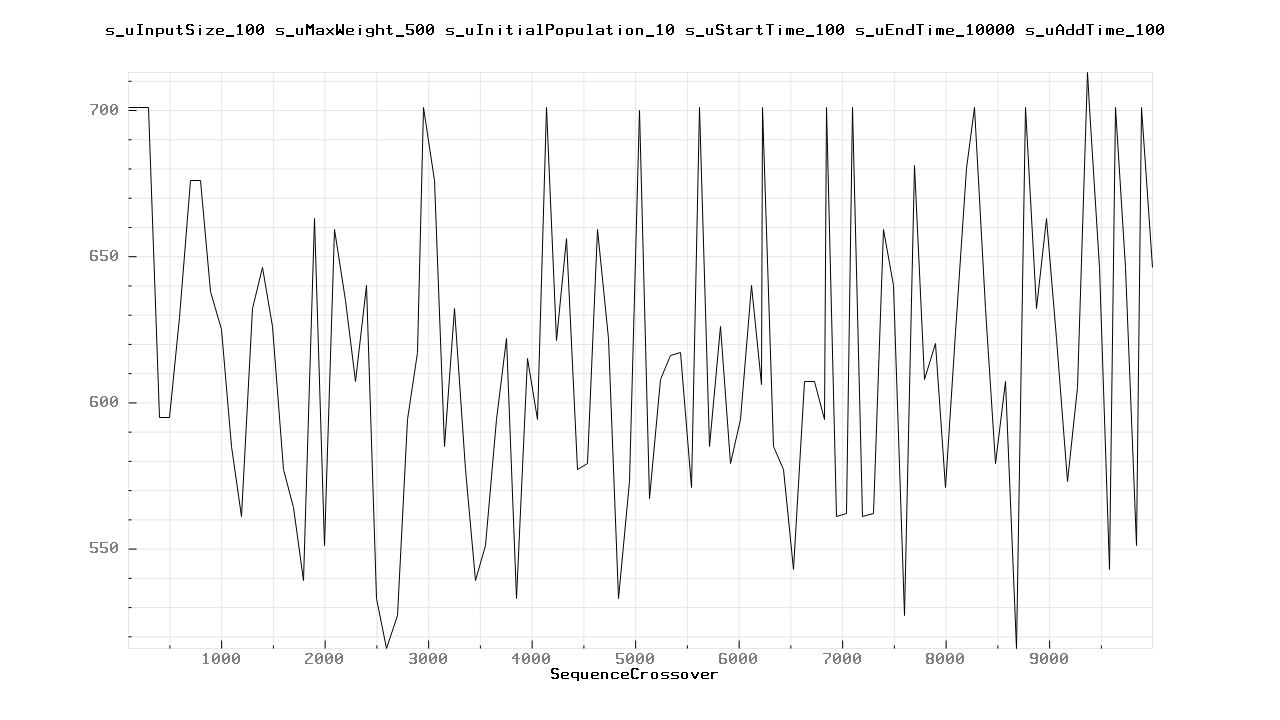 s_uInputSize_100 s_uMaxWeight_500 s_uInitialPopulation_10 s_uStartTime_100 s_uEndTime_10000 s_uAddTime_100
700
650
600
550
1000 2000 3000 4000 5000 6000 7000 8000 9000
SequenceCrossover